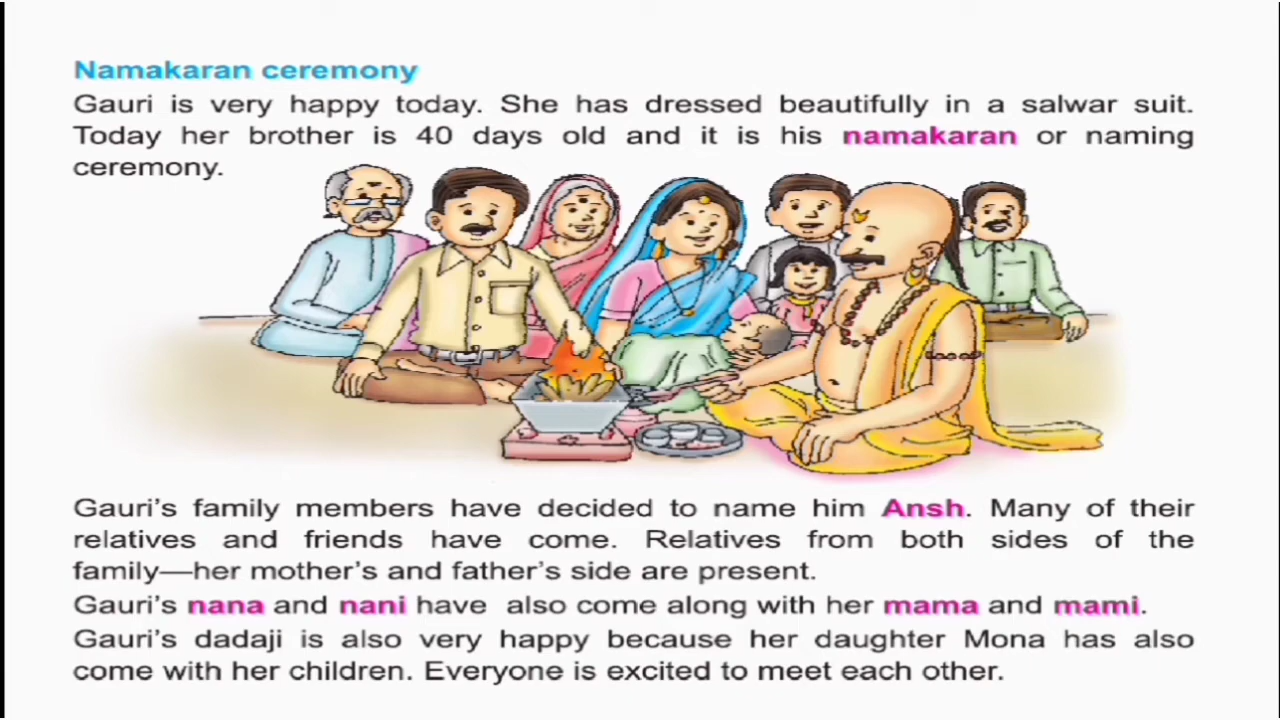 Namakaran ceremony
Gauri is very happy today. She has dressed beautifully in a salwar suit.
Today her brother is 40 days old and it is his namakaran or naming
ceremony.
Gauri's family members have decided to name him Ansh. Many of their
relatives and friends have come. Relatives from both sides of the
family—her mother's and father's side are present.
Gauri's nana and nani have also come along with her mama and mami.
Gauri's dadaji is also very happy because her daughter Mona has also
come with her children. Everyone is excited to meet each other.